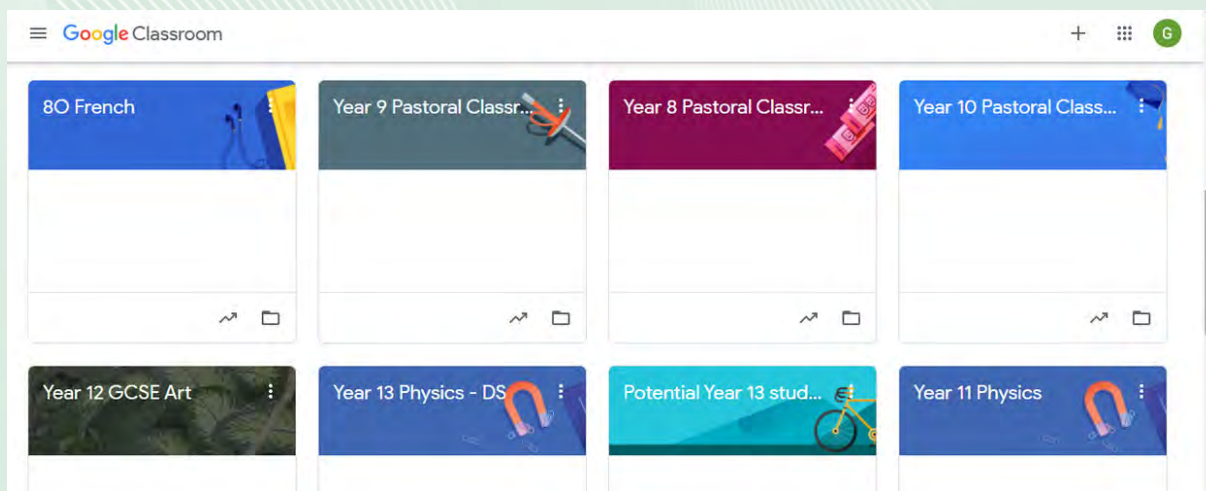 Google Classroom
G
8O French
Year 9 Pastoral Classr...
Year 8 Pastoral Classr...
Year 10 Pastoral Class...
Year 12 GCSE Art
Year 13 Physics - DS
Potential Year 13 stud...
Year 11 Physics